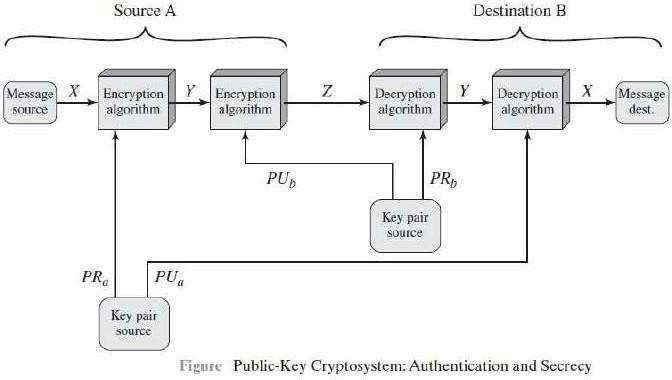 Source A
Destination B
Message
source
X
Encryption
algorithm
Y
Encryption
algorithm
Z
Decryption
algorithm
Y
Decryption
algorithm
X
Message
dest.
PUb
PRb
Key pair
source
PRa
PUa
Key pair
source
Figure Public-Key Cryptosystem: Authentication and Secrecy